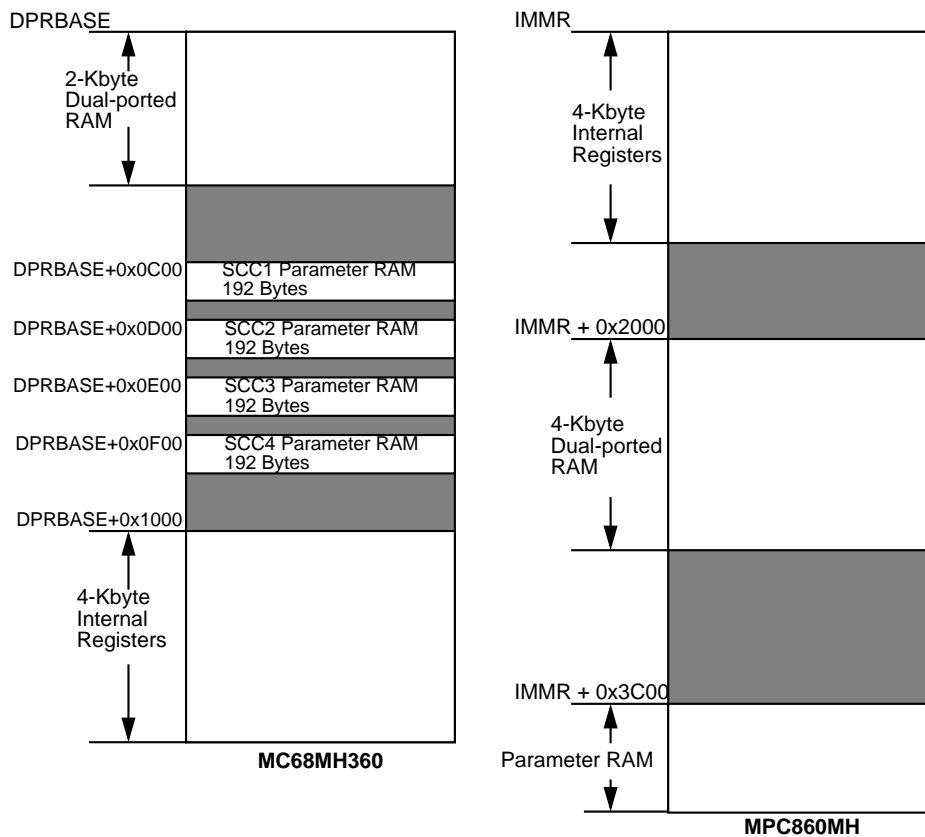 DPRBASE
2-Kbyte
Dual-ported
RAM
DPRBASE+0x0C00
SCC1 Parameter RAM
192 Bytes
DPRBASE+0x0D00
SCC2 Parameter RAM
192 Bytes
DPRBASE+0x0E00
SCC3 Parameter RAM
192 Bytes
DPRBASE+0x0F00
SCC4 Parameter RAM
192 Bytes
DPRBASE+0x1000
4-Kbyte
Internal
Registers
MC68MH360
IMMR
4-Kbyte
Internal
Registers
IMMR + 0x2000
4-Kbyte
Dual-ported
RAM
IMMR + 0x3C00
Parameter RAM
MPC860MH